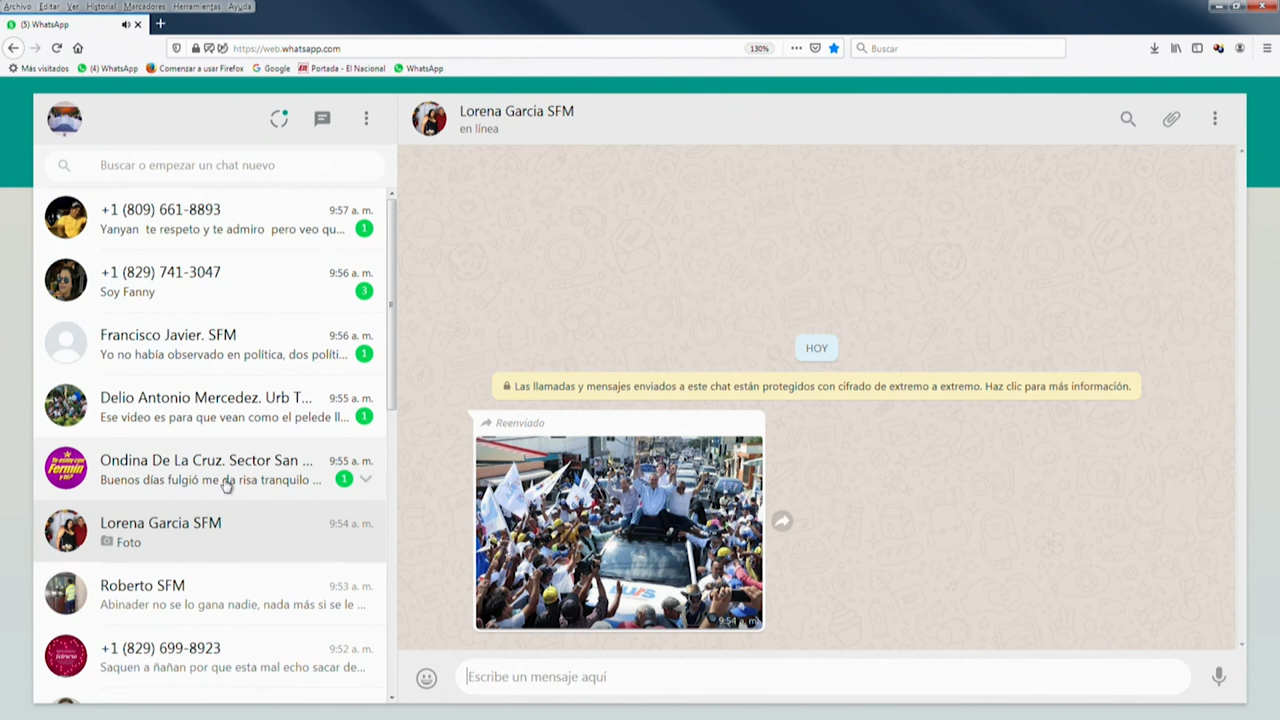 Archivo Editar Ver Historial Marcadores Herramientas Ayuda
(5) WhatsApp
https://web.whatsapp.com
130%
Buscar
Más visitados
(4) WhatsApp
Comenzar a usar Firefox
Google
Portada - El Nacional
WhatsApp
Buscar o empezar un chat nuevo
+1 (809) 661-8893 9:57 a. m.
Yanyan te respeto y te admiro pero veo qu... 1
+1 (829) 741-3047 9:56 a. m.
Soy Fanny 3
Francisco Javier. SFM 9:56 a. m.
Yo no había observado en política, dos políti... 1
Delio Antonio Mercedez. Urb T... 9:55 a. m.
Ese video es para que vean como el pelede ll... 1
Yo estoy con Fermín y tú?
Ondina De La Cruz. Sector San ... 9:55 a. m.
Buenos días fulgió me da risa tranquilo ... 1
Lorena Garcia SFM 9:54 a. m.
Foto
Roberto SFM 9:53 a. m.
Abinader no se lo gana nadie, nada más si se le ...
+1 (829) 699-8923 9:52 a. m.
Saquen a ñañan por que esta mal echo sacar de...
Lorena Garcia SFM
en línea
HOY
Las llamadas y mensajes enviados a este chat están protegidos con cifrado de extremo a extremo. Haz clic para más información.
Reenviado
9:54 a. m.
Escribe un mensaje aquí